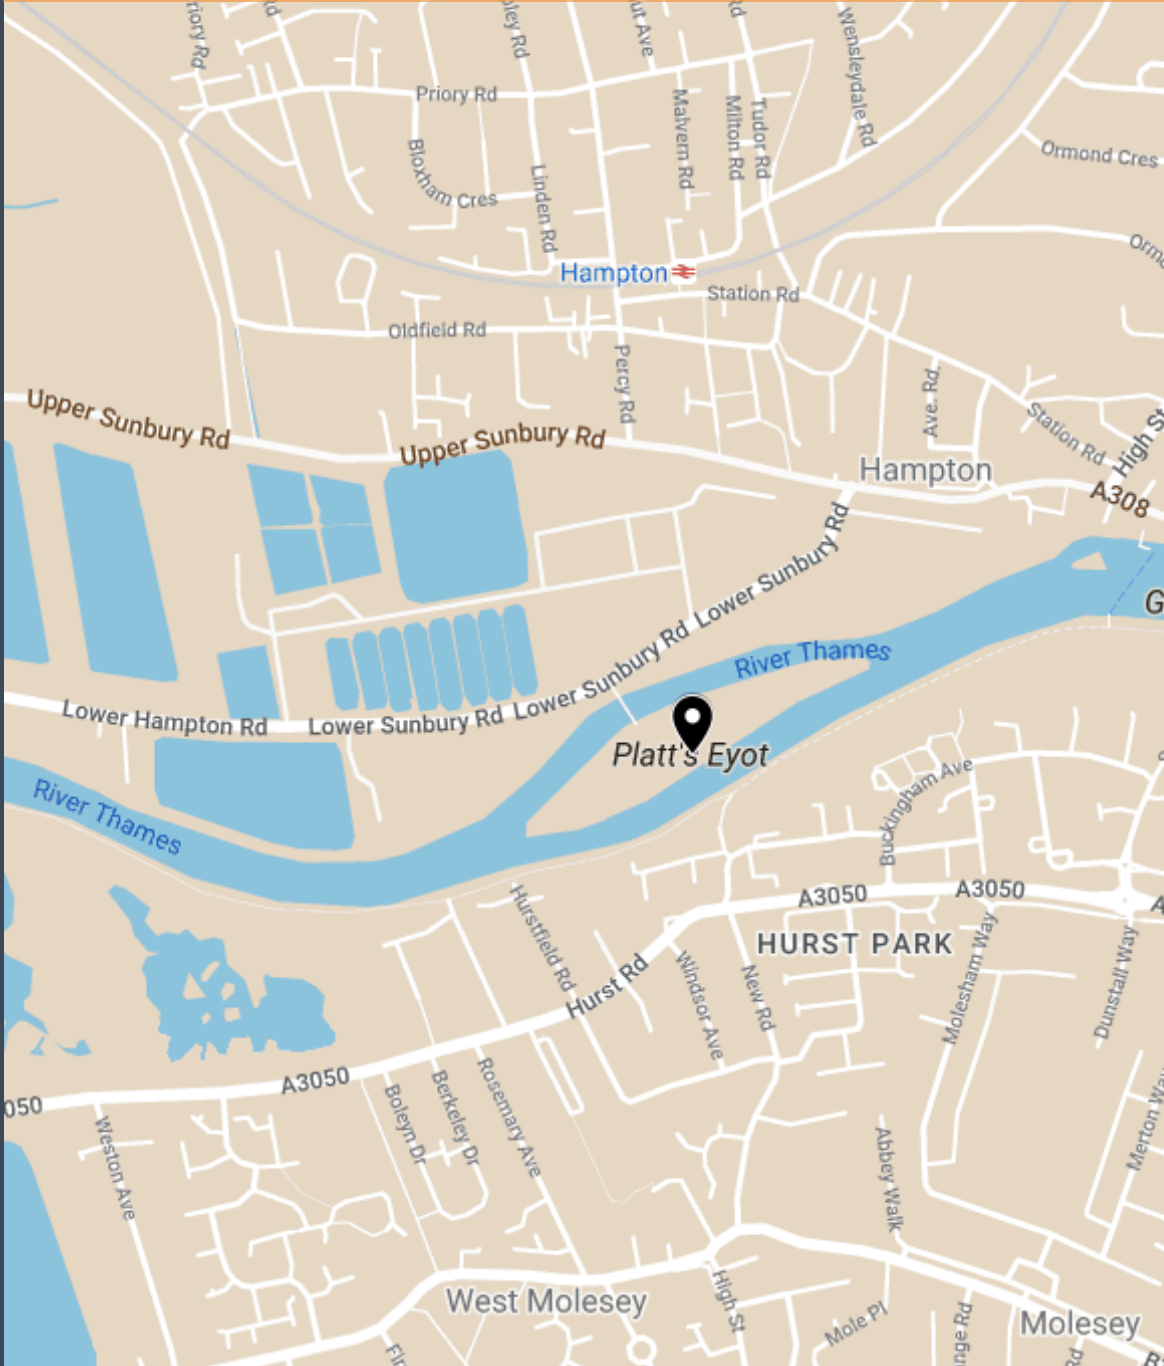 Priory Rd
Malvern Rd
Milton Rd
Tudor Rd
Wensleydale Rd
Ormond Cres
Bloxham Cres
Linden Rd
Hampton
Station Rd
Oldfield Rd
Percy Rd
Ave. Rd.
Station Rd
High St
Upper Sunbury Rd
Upper Sunbury Rd
Hampton
A308
Lower Sunbury Rd
Lower Sunbury Rd
River Thames
Lower Hampton Rd
Lower Sunbury Rd
Platt's Eyot
River Thames
Buckingham Ave
A3050
A3050
Hurstfield Rd
HURST PARK
Hurst Rd
Windsor Ave
New Rd
Molesham Way
Dunstall Way
A3050
050
Boleyn Dr
Berkeley Dr
Rosemary Ave
Weston Ave
Abbey Walk
Merton Way
West Molesey
High St
Mole Pl
Molesey